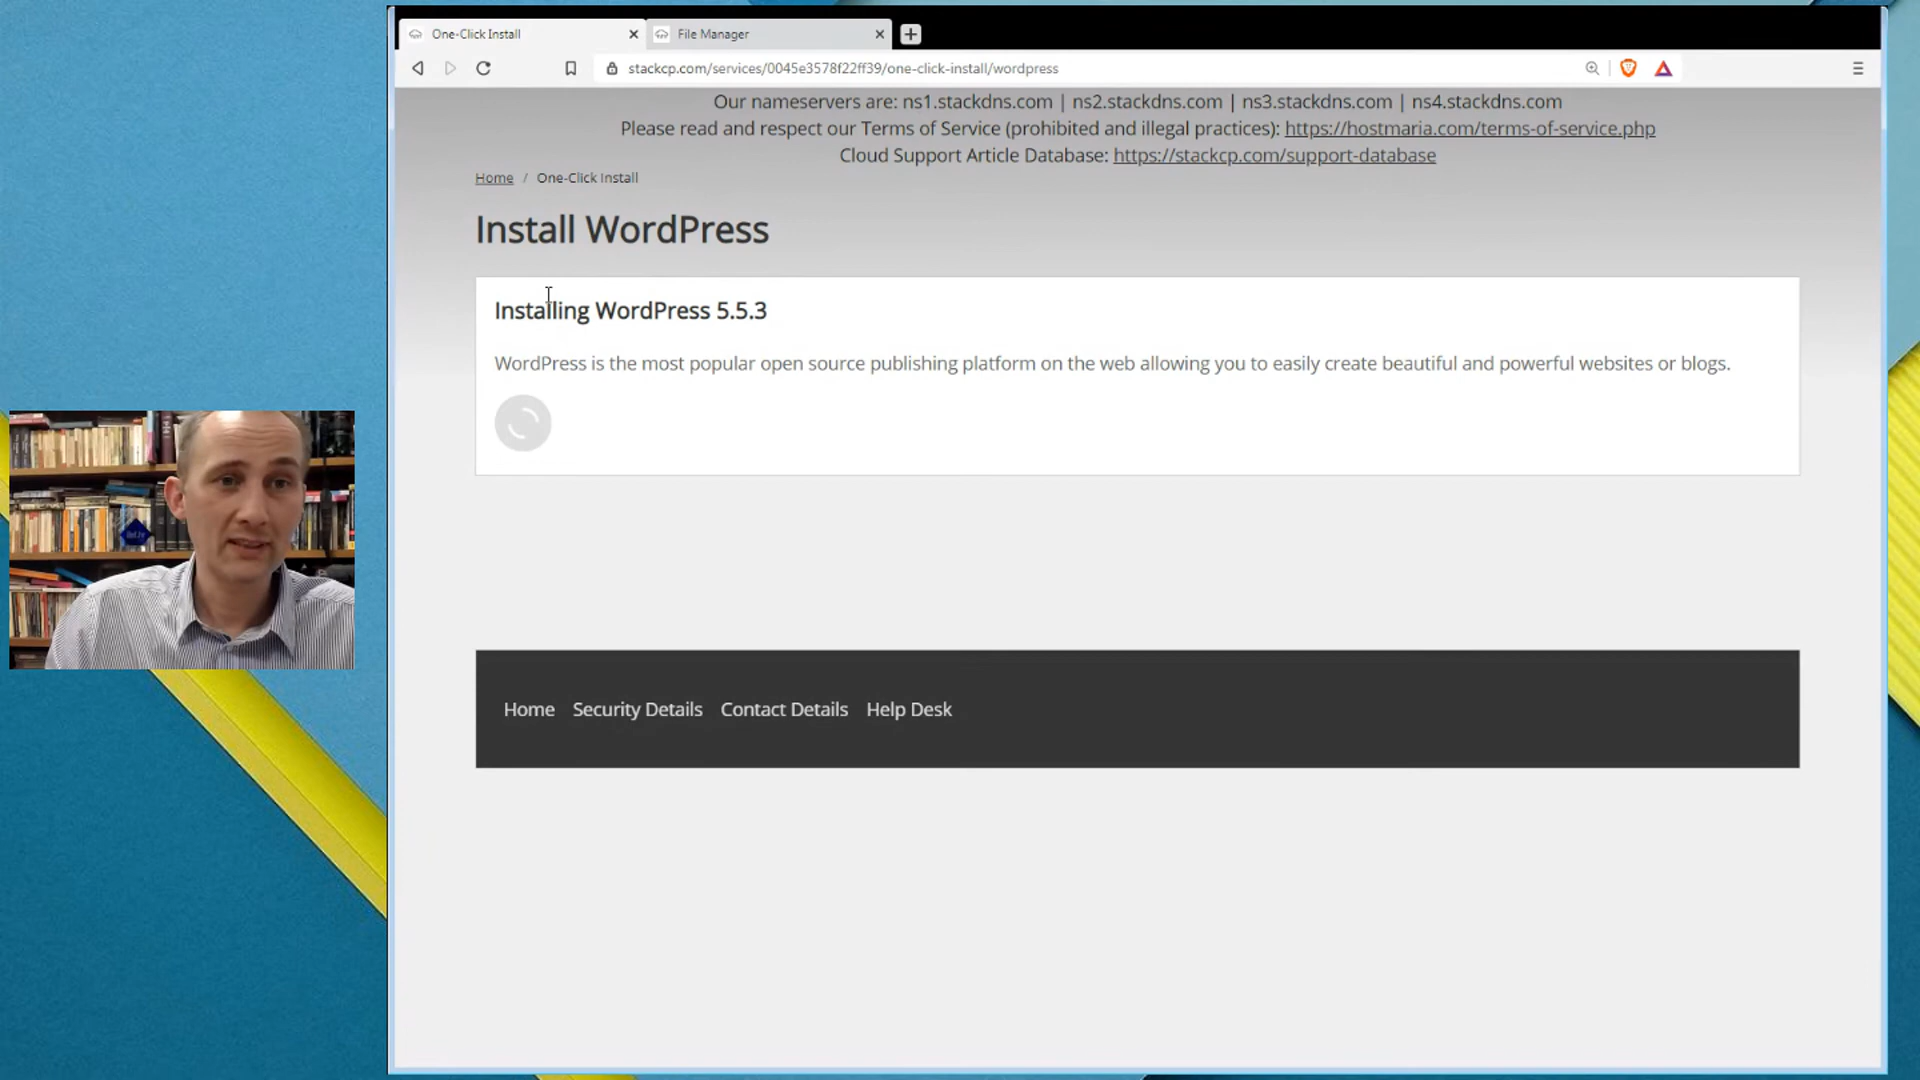 One-Click Install
File Manager
stackcp.com/services/0045e3578f22ff39/one-click-install/wordpress
Our nameservers are: ns1.stackdns.com | ns2.stackdns.com | ns3.stackdns.com | ns4.stackdns.com
Please read and respect our Terms of Service (prohibited and illegal practices): https://hostmaria.com/terms-of-service.php
Cloud Support Article Database: https://stackcp.com/support-database
Home / One-Click Install
Install WordPress
Installing WordPress 5.5.3
WordPress is the most popular open source publishing platform on the web allowing you to easily create beautiful and powerful websites or blogs.
Home Security Details Contact Details Help Desk